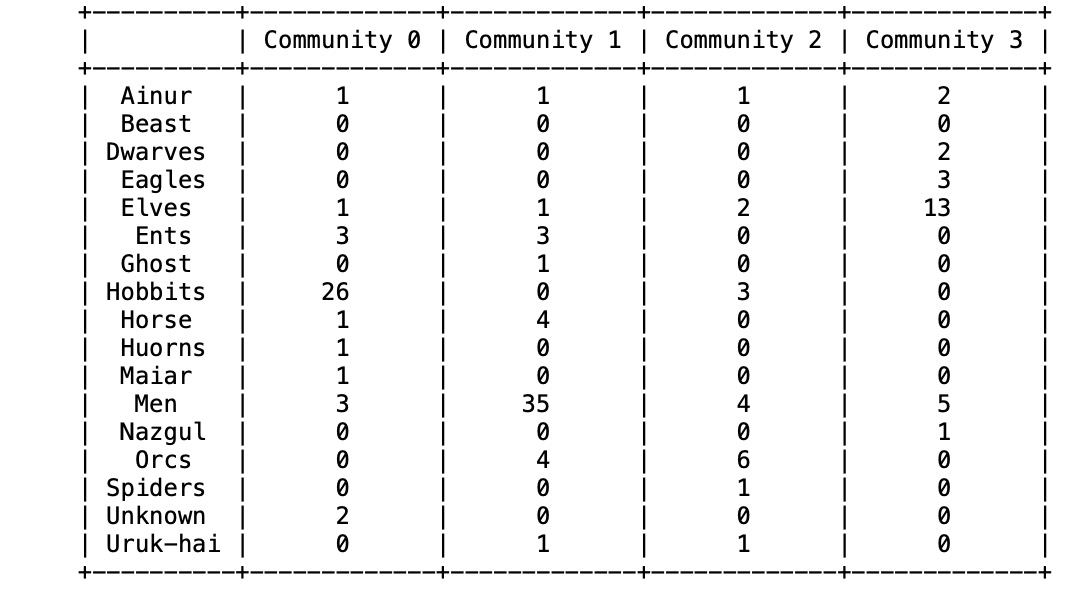 Community 0 Community 1 Community 2 Community 3
Ainur 1 1 1 2
Beast 0 0 0 0
Dwarves 0 0 0 2
Eagles 0 0 0 3
Elves 1 1 2 13
Ents 3 3 0 0
Ghost 0 1 0 0
Hobbits 26 0 3 0
Horse 1 4 0 0
Huorns 1 0 0 0
Maiar 1 0 0 0
Men 3 35 4 5
Nazgul 0 0 0 1
Orcs 0 4 6 0
Spiders 0 0 1 0
Unknown 2 0 0 0
Uruk-hai 0 1 1 0